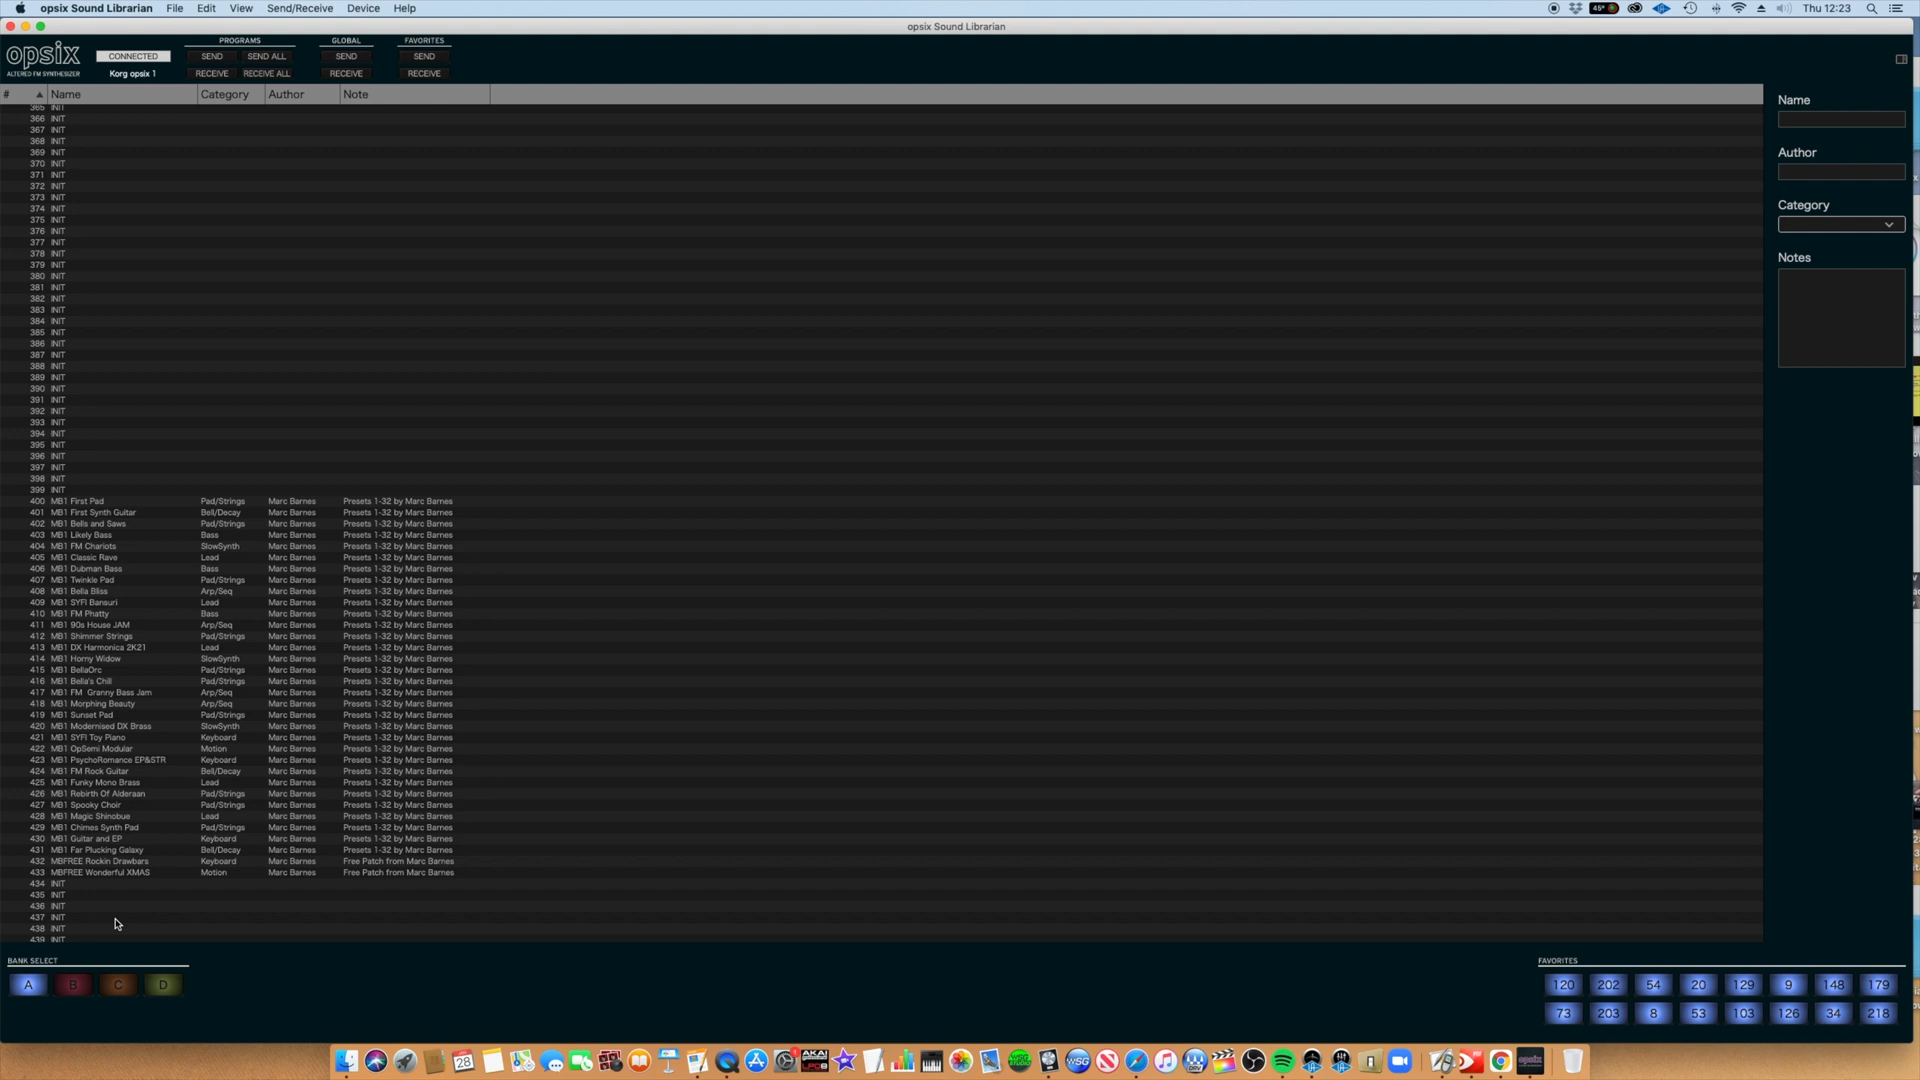 opsix Sound Librarian File Edit View Send/Receive Device Help 45° Thu 12:23
opsix Sound Librarian
PROGRAMS GLOBAL FAVORITES
opsix CONNECTED SEND SEND ALL SEND SEND
ALTERED FM SYNTHESIZER Korg opsix 1 RECEIVE RECEIVE ALL RECEIVE RECEIVE
# Name Category Author Note
365 INIT
366 INIT
367 INIT
368 INIT
369 INIT
370 INIT
371 INIT
372 INIT
373 INIT
374 INIT
375 INIT
376 INIT
377 INIT
378 INIT
379 INIT
380 INIT
381 INIT
382 INIT
383 INIT
384 INIT
385 INIT
386 INIT
387 INIT
388 INIT
389 INIT
390 INIT
391 INIT
392 INIT
393 INIT
394 INIT
395 INIT
396 INIT
397 INIT
398 INIT
399 INIT
400 MB1 First Pad Pad/Strings Marc Barnes Presets 1-32 by Marc Barnes
401 MB1 First Synth Guitar Bell/Decay Marc Barnes Presets 1-32 by Marc Barnes
402 MB1 Bells and Saws Pad/Strings Marc Barnes Presets 1-32 by Marc Barnes
403 MB1 Likely Bass Bass Marc Barnes Presets 1-32 by Marc Barnes
404 MB1 FM Chariots SlowSynth Marc Barnes Presets 1-32 by Marc Barnes
405 MB1 Classic Rave Lead Marc Barnes Presets 1-32 by Marc Barnes
406 MB1 Dubman Bass Bass Marc Barnes Presets 1-32 by Marc Barnes
407 MB1 Twinkle Pad Pad/Strings Marc Barnes Presets 1-32 by Marc Barnes
408 MB1 Bella Bliss Arp/Seq Marc Barnes Presets 1-32 by Marc Barnes
409 MB1 SYFI Bansuri Lead Marc Barnes Presets 1-32 by Marc Barnes
410 MB1 FM Phatty Bass Marc Barnes Presets 1-32 by Marc Barnes
411 MB1 90s House JAM Arp/Seq Marc Barnes Presets 1-32 by Marc Barnes
412 MB1 Shimmer Strings Pad/Strings Marc Barnes Presets 1-32 by Marc Barnes
413 MB1 DX Harmonica 2K21 Lead Marc Barnes Presets 1-32 by Marc Barnes
414 MB1 Horny Widow SlowSynth Marc Barnes Presets 1-32 by Marc Barnes
415 MB1 BellaOrc Pad/Strings Marc Barnes Presets 1-32 by Marc Barnes
416 MB1 Bella's Chill Pad/Strings Marc Barnes Presets 1-32 by Marc Barnes
417 MB1 FM Granny Bass Jam Arp/Seq Marc Barnes Presets 1-32 by Marc Barnes
418 MB1 Morphing Beauty Arp/Seq Marc Barnes Presets 1-32 by Marc Barnes
419 MB1 Sunset Pad Pad/Strings Marc Barnes Presets 1-32 by Marc Barnes
420 MB1 Modernised DX Brass SlowSynth Marc Barnes Presets 1-32 by Marc Barnes
421 MB1 SYFI Toy Piano Keyboard Marc Barnes Presets 1-32 by Marc Barnes
422 MB1 OpSemi Modular Motion Marc Barnes Presets 1-32 by Marc Barnes
423 MB1 PsychoRomance EP&STR Keyboard Marc Barnes Presets 1-32 by Marc Barnes
424 MB1 FM Rock Guitar Bell/Decay Marc Barnes Presets 1-32 by Marc Barnes
425 MB1 Funky Mono Brass Lead Marc Barnes Presets 1-32 by Marc Barnes
426 MB1 Rebirth Of Alderaan Pad/Strings Marc Barnes Presets 1-32 by Marc Barnes
427 MB1 Spooky Choir Pad/Strings Marc Barnes Presets 1-32 by Marc Barnes
428 MB1 Magic Shinobue Lead Marc Barnes Presets 1-32 by Marc Barnes
429 MB1 Chimes Synth Pad Pad/Strings Marc Barnes Presets 1-32 by Marc Barnes
430 MB1 Guitar and EP Keyboard Marc Barnes Presets 1-32 by Marc Barnes
431 MB1 Far Plucking Galaxy Bell/Decay Marc Barnes Presets 1-32 by Marc Barnes
432 MBFREE Rockin Drawbars Keyboard Marc Barnes Free Patch from Marc Barnes
433 MBFREE Wonderful XMAS Motion Marc Barnes Free Patch from Marc Barnes
434 INIT
435 INIT
436 INIT
437 INIT
438 INIT
439 INIT
Name
Author
Category
Notes
BANK SELECT
A B C D
FAVORITES
120 202 54 20 129 9 148 179
73 203 8 53 103 126 34 218
28 AKAI WSG opsix